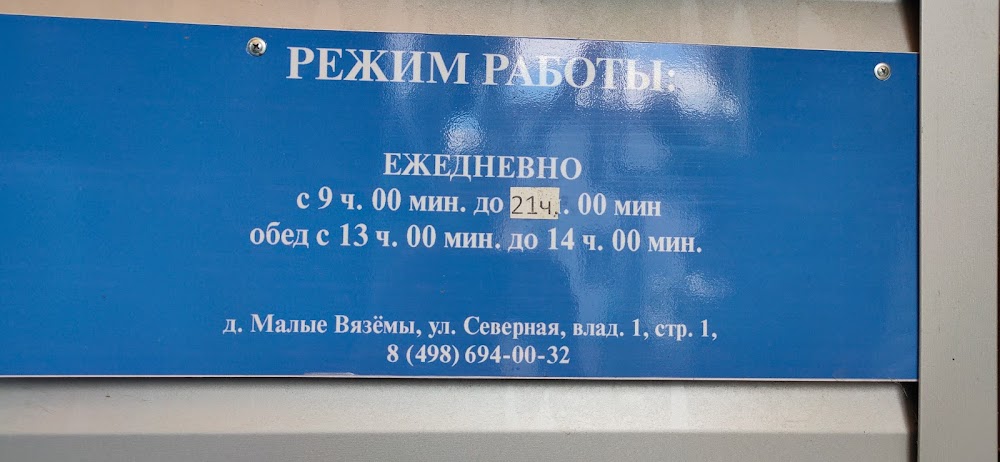 РЕЖИМ РАБОТЫ:
ЕЖЕДНЕВНО
с 9 ч. 00 мин. до 21ч. 00 мин
обед с 13 ч. 00 мин. до 14 ч. 00 мин.
д. Малые Вязёмы, ул. Северная, влад. 1, стр. 1,
8 (498) 694-00-32